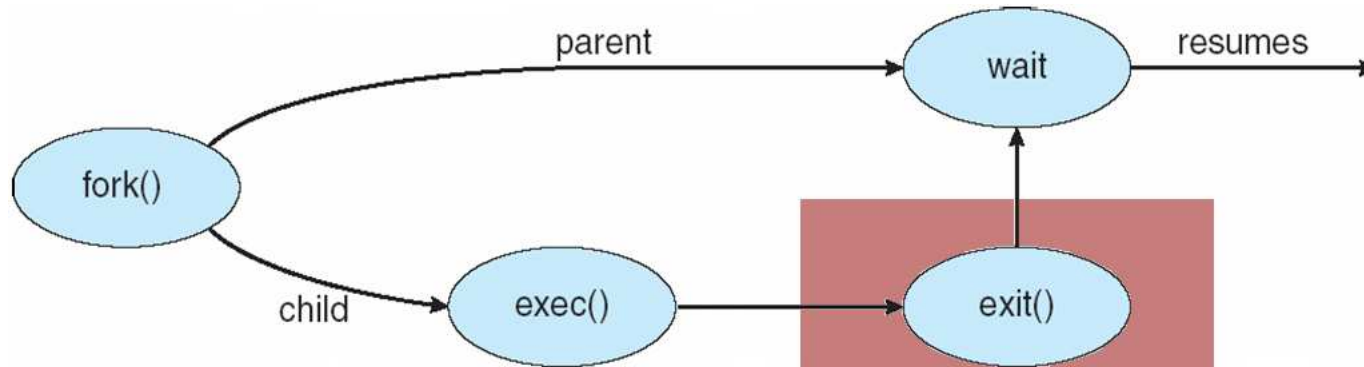 parent
resumes
wait
fork()
child
exec()
exit()